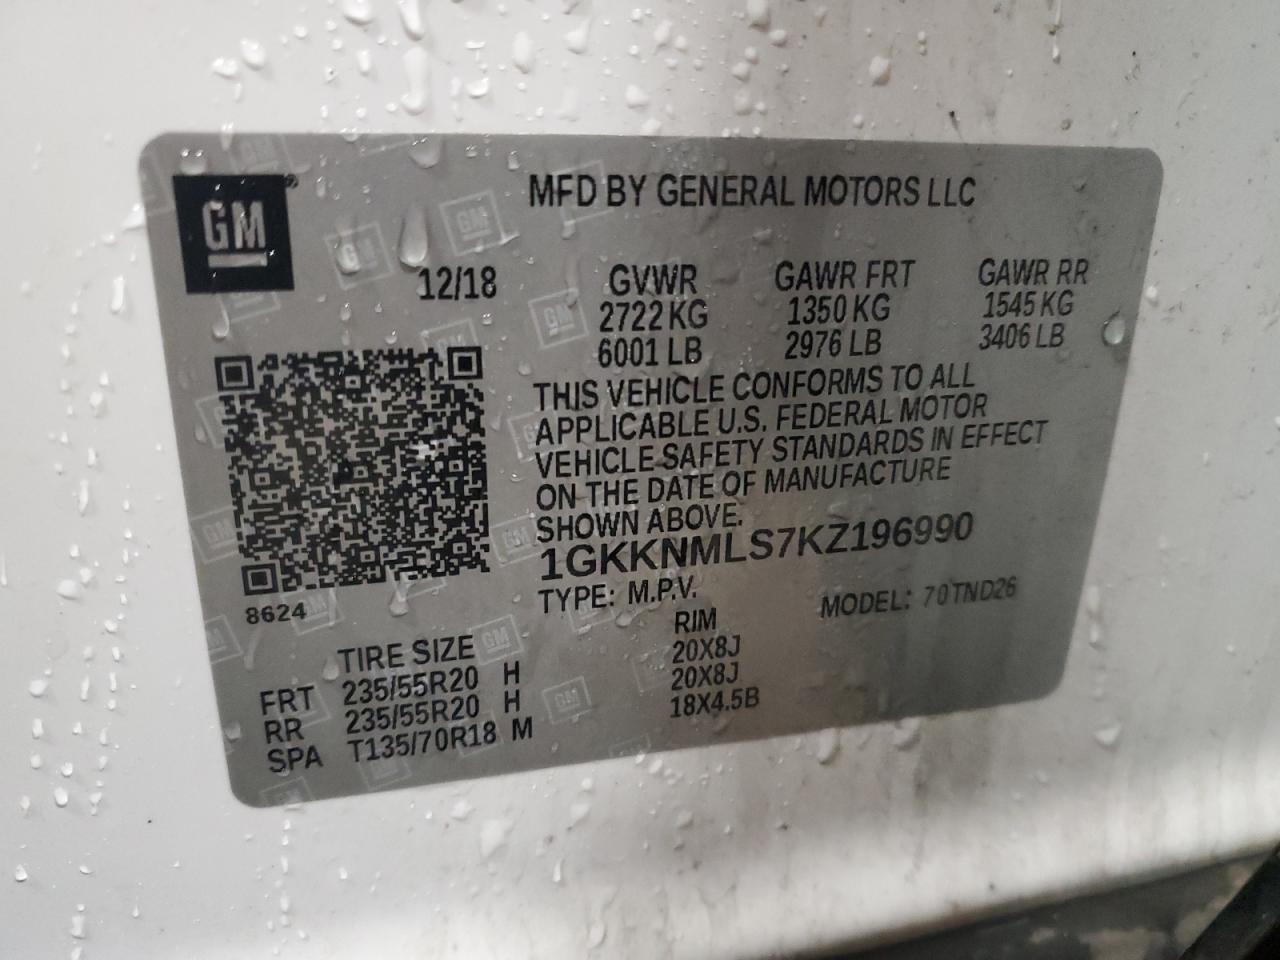 GM
MFD BY GENERAL MOTORS LLC
12/18 GVWR GAWR FRT GAWR RR
2722 KG 1350 KG 1545 KG
6001 LB 2976 LB 3406 LB
THIS VEHICLE CONFORMS TO ALL
APPLICABLE U.S. FEDERAL MOTOR
VEHICLE SAFETY STANDARDS IN EFFECT
ON THE DATE OF MANUFACTURE
SHOWN ABOVE.
1GKKNMLS7KZ196990
TYPE: M.P.V. MODEL: 70TND26
8624
TIRE SIZE RIM
FRT 235/55R20 H 20X8J
RR 235/55R20 H 20X8J
SPA T135/70R18 M 18X4.5B